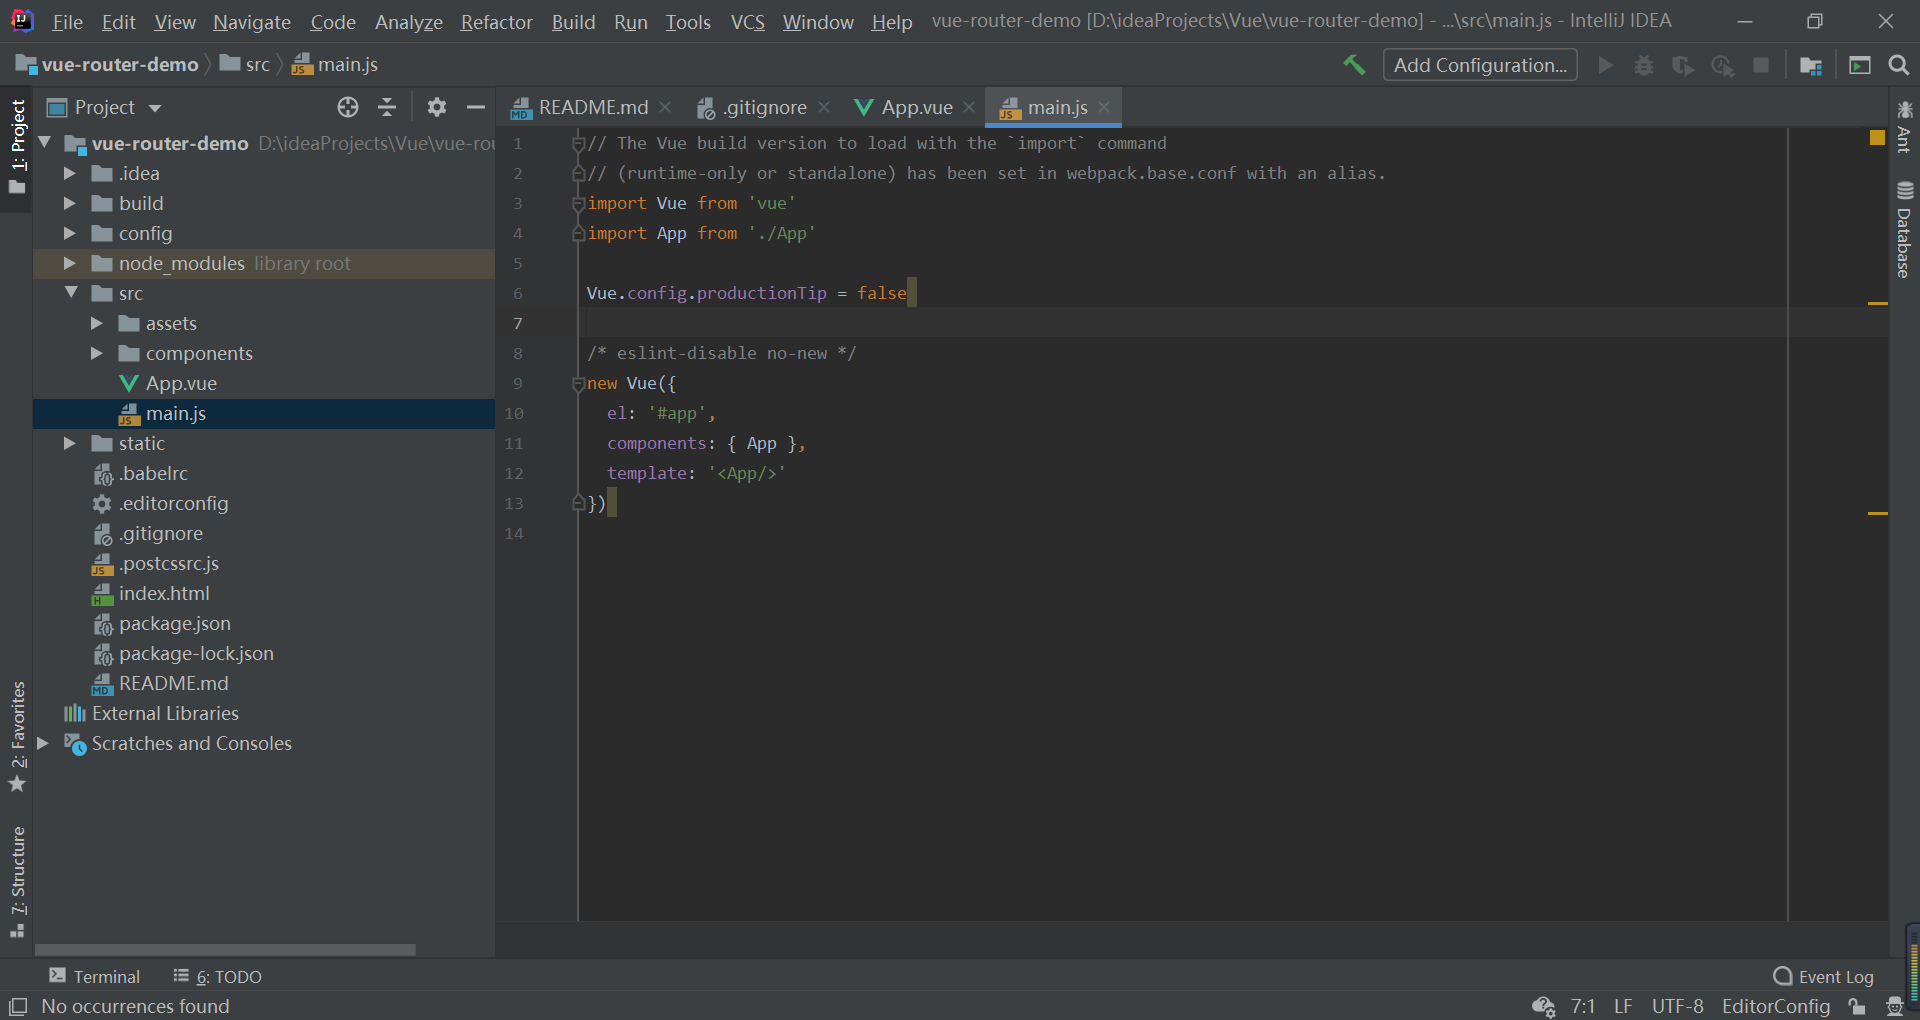 File Edit View Navigate Code Analyze Refactor Build Run Tools VCS Window Help vue-router-demo [D:\ideaProjects\Vue\vue-router-demo] - ...\src\main.js - IntelliJ IDEA
vue-router-demo src main.js Add Configuration...
1: Project
Project
README.md .gitignore App.vue main.js
vue-router-demo D:\ideaProjects\Vue\vue-rou
.idea
build
config
node_modules library root
src
assets
components
App.vue
main.js
static
.babelrc
.editorconfig
.gitignore
.postcssrc.js
index.html
package.json
package-lock.json
README.md
External Libraries
Scratches and Consoles
2: Favorites
7: Structure
1 // The Vue build version to load with the `import` command
2 // (runtime-only or standalone) has been set in webpack.base.conf with an alias.
3 import Vue from 'vue'
4 import App from './App'
5
6 Vue.config.productionTip = false
7
8 /* eslint-disable no-new */
9 new Vue({
10 el: '#app',
11 components: { App },
12 template: '<App/>'
13 })
14
Ant
Database
Terminal 6: TODO Event Log
No occurrences found 7:1 LF UTF-8 EditorConfig